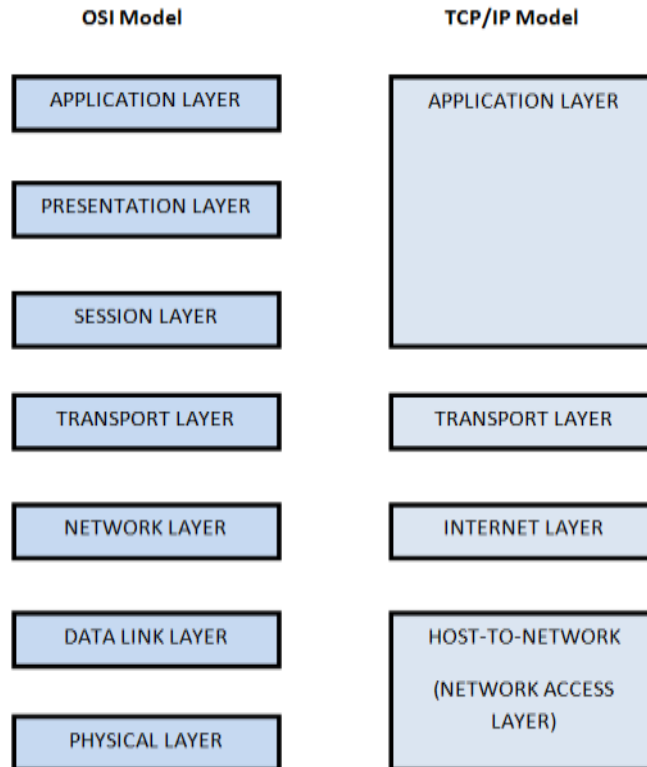 OSI Model
TCP/IP Model
APPLICATION LAYER
APPLICATION LAYER
PRESENTATION LAYER
SESSION LAYER
TRANSPORT LAYER
TRANSPORT LAYER
NETWORK LAYER
INTERNET LAYER
DATA LINK LAYER
HOST-TO-NETWORK
(NETWORK ACCESS
LAYER)
PHYSICAL LAYER